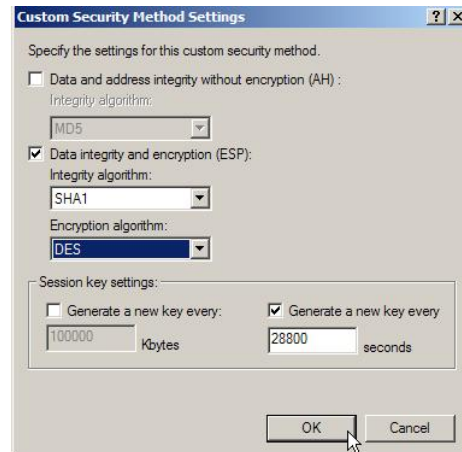 Custom Security Method Settings
Specify the settings for this custom security method.
Data and address integrity without encryption (AH) :
Integrity algorithm:
MD5
Data integrity and encryption (ESP):
Integrity algorithm:
SHA1
Encryption algorithm:
DES
Session key settings:
Generate a new key every: Generate a new key every
100000 Kbytes 28800 seconds
OK Cancel